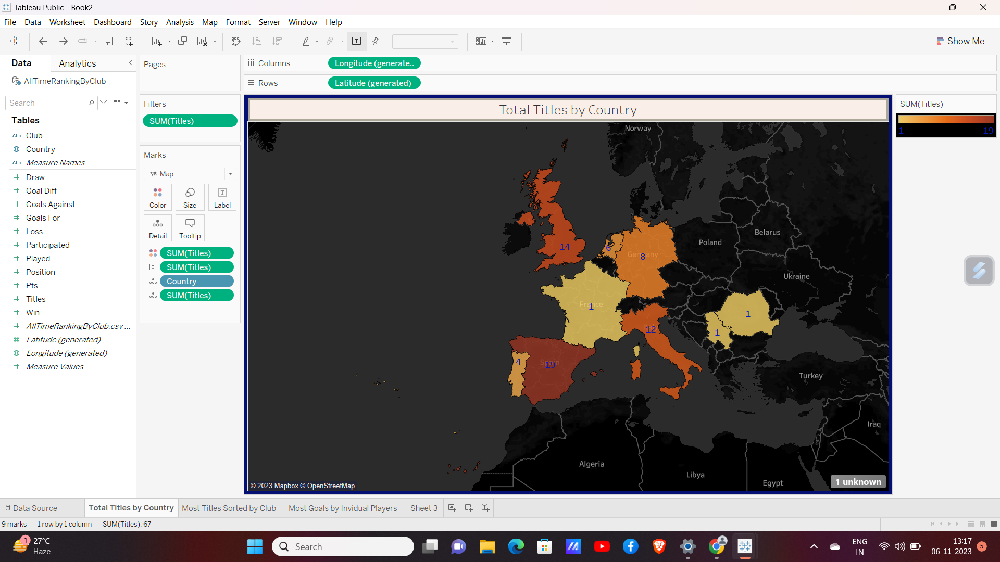 Tableau Public - Book2
File Data Worksheet Dashboard Story Analysis Map Format Server Window Help
Show Me
Data Analytics
AllTimeRankingByClub
Search
Tables
Abc Club
Country
Abc Measure Names
# Draw
# Goal Diff
# Goals Against
# Goals For
# Loss
# Participated
# Played
# Position
# Pts
# Titles
# Win
# AllTimeRankingByClub.csv ...
Latitude (generated)
Longitude (generated)
# Measure Values
Pages
Filters
SUM(Titles)
Marks
Map
Color Size Label
Detail Tooltip
SUM(Titles)
SUM(Titles)
Country
SUM(Titles)
Columns Longitude (generate..
Rows Latitude (generated)
Total Titles by Country
Norway
Belarus
Poland
14
6
Germany
8
Ukraine
France
1
1
Italy
12
1
4
Spain
19
Turkey
Iraq
Algeria
Libya
Egypt
© 2023 Mapbox © OpenStreetMap
1 unknown
SUM(Titles)
1 19
Data Source Total Titles by Country Most Titles Sorted by Club Most Goals by Invidual Players Sheet 3
9 marks 1 row by 1 column SUM(Titles): 67
1
27°C
Haze
Search
ENG
IN
13:17
06-11-2023
5